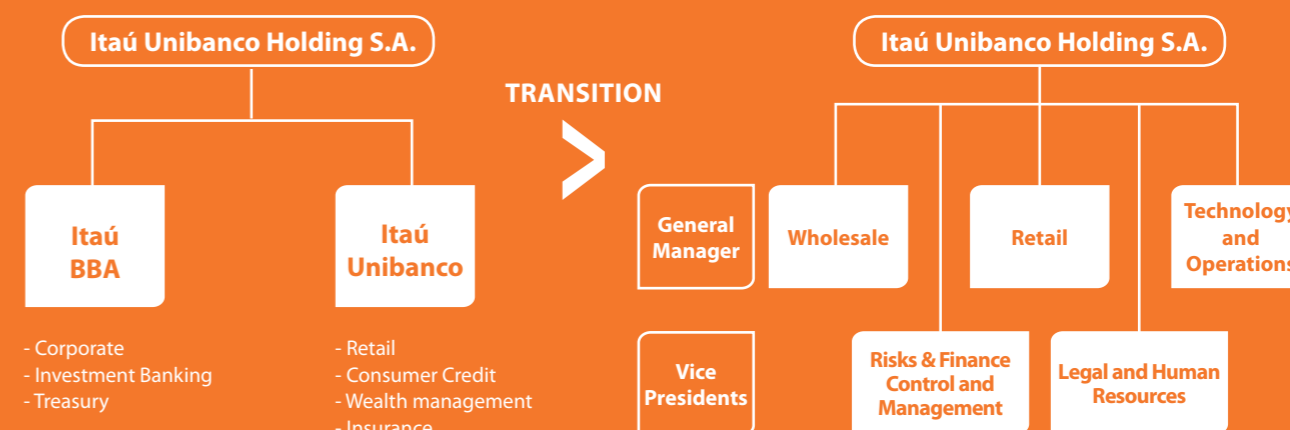 Itaú Unibanco Holding S.A.
Itaú
BBA
- Corporate
- Investment Banking
- Treasury
Itaú
Unibanco
- Retail
- Consumer Credit
- Wealth management
- Insurance
TRANSITION
>
Itaú Unibanco Holding S.A.
General
Manager
Wholesale
Retail
Technology
and
Operations
Vice
Presidents
Risks & Finance
Control and
Management
Legal and Human
Resources